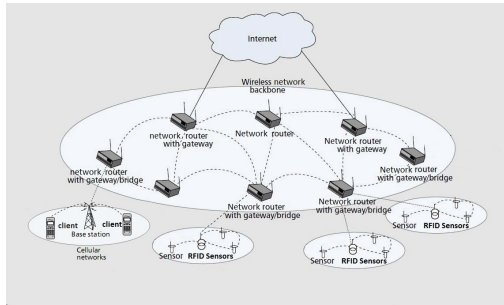 Internet
Wireless network
backbone
network router
with gateway
Network router
Network router
with gateway
network router
with gateway/bridge
Network router
with gateway/bridge
Network router
with gateway/bridge
Network router
with gateway/bridge
client
client
Base station
Cellular
networks
Sensor
RFID Sensors
Sensor
RFID Sensors
Sensor
RFID Sensors